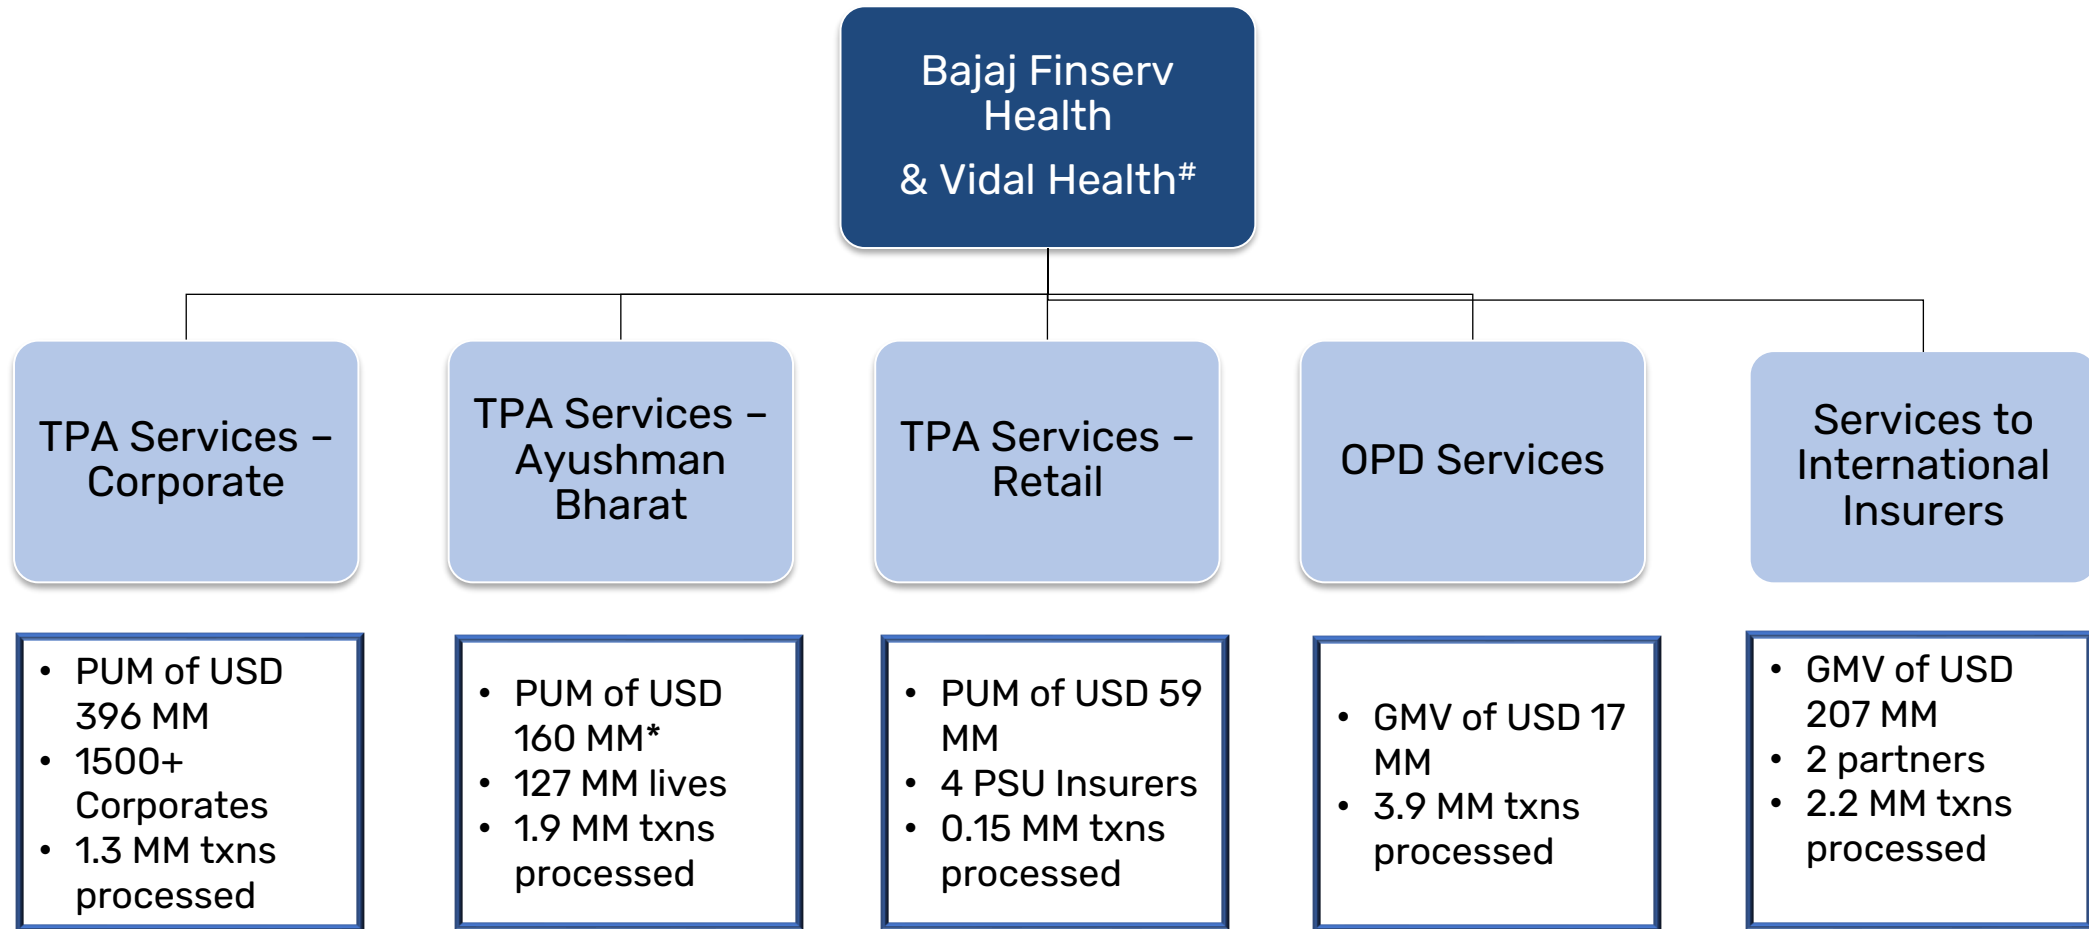 Bajaj Finserv
Health
& Vidal Health#
TPA Services –
Corporate
TPA Services –
Ayushman
Bharat
TPA Services –
Retail
OPD Services
Services to
International
Insurers
• PUM of USD
396 MM
• 1500+
Corporates
• 1.3 MM txns
processed
• PUM of USD
160 MM*
• 127 MM lives
• 1.9 MM txns
processed
• PUM of USD 59
MM
• 4 PSU Insurers
• 0.15 MM txns
processed
• GMV of USD 17
MM
• 3.9 MM txns
processed
• GMV of USD
207 MM
• 2 partners
• 2.2 MM txns
processed